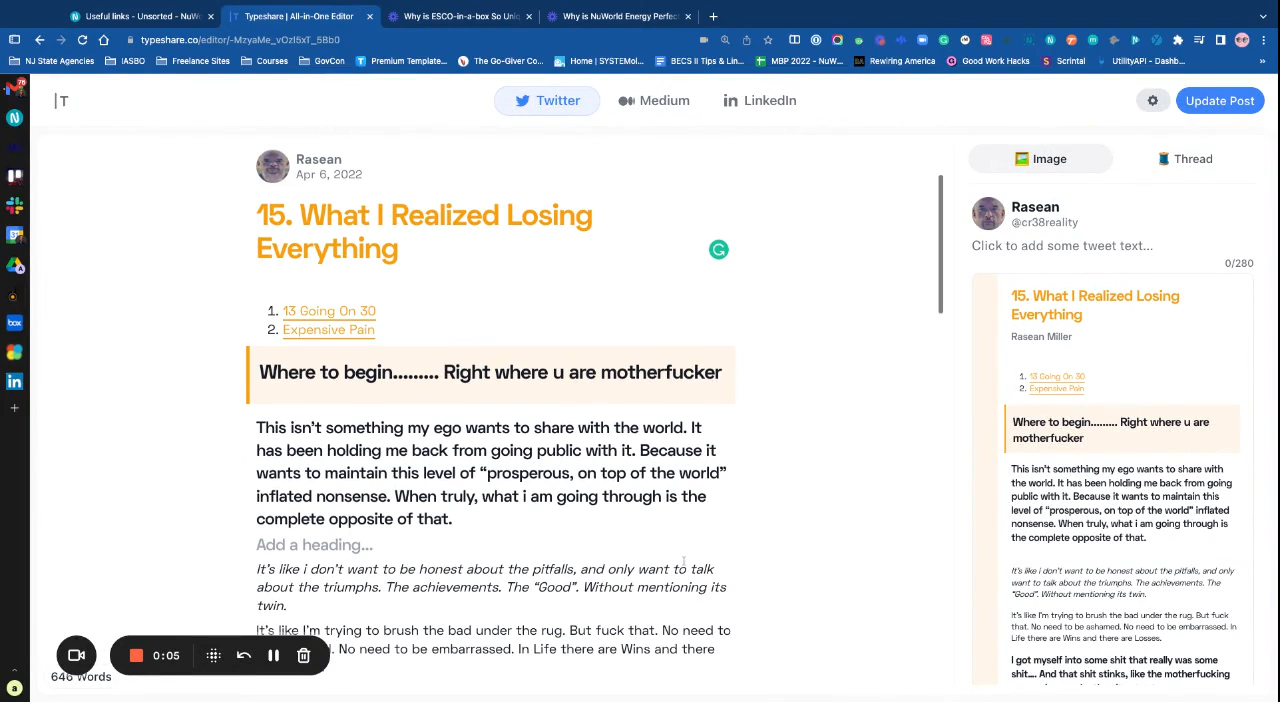 Useful links - Unsorted - NuWo
Typeshare | All-in-One Editor
Why is ESCO-in-a-box So Uniq
Why is NuWorld Energy Perfec
typeshare.co/editor/-MzyaMe_vOzl5xT_5Bb0
NJ State Agencies
IASBO
Freelance Sites
Courses
GovCon
Premium Template...
The Go-Giver Co...
Home | SYSTEMol...
BECS II Tips & Lin...
MBP 2022 - NuW...
Rewiring America
Good Work Hacks
Scrintal
UtilityAPI - Dashb...
|T
Twitter
Medium
LinkedIn
Update Post
Rasean
Apr 6, 2022
15. What I Realized Losing
Everything
1. 13 Going On 30
2. Expensive Pain
Where to begin......... Right where u are motherfucker
This isn't something my ego wants to share with the world. It
has been holding me back from going public with it. Because it
wants to maintain this level of “prosperous, on top of the world”
inflated nonsense. When truly, what i am going through is the
complete opposite of that.
Add a heading...
It's like i don't want to be honest about the pitfalls, and only want to talk
about the triumphs. The achievements. The “Good”. Without mentioning its
twin.
It's like I'm trying to brush the bad under the rug. But fuck that. No need to
. No need to be embarrassed. In Life there are Wins and there
0:05
646 Words
Image
Thread
Rasean
@cr38reality
Click to add some tweet text...
0/280
15. What I Realized Losing
Everything
Rasean Miller
1. 13 Going On 30
2. Expensive Pain
Where to begin......... Right where u are
motherfucker
This isn't something my ego wants to share with
the world. It has been holding me back from going
public with it. Because it wants to maintain this
level of “prosperous, on top of the world” inflated
nonsense. When truly, what i am going through is
the complete opposite of that.
It's like i don't want to be honest about the pitfalls, and only
want to talk about the triumphs. The achievements. The
“Good”. Without mentioning its twin.
It's like I'm trying to brush the bad under the rug. But fuck
that. No need to be ashamed. No need to be embarrassed. In
Life there are Wins and there are Losses.
I got myself into some shit that really was some
shit.... And that shit stinks, like the motherfucking
box
in
a